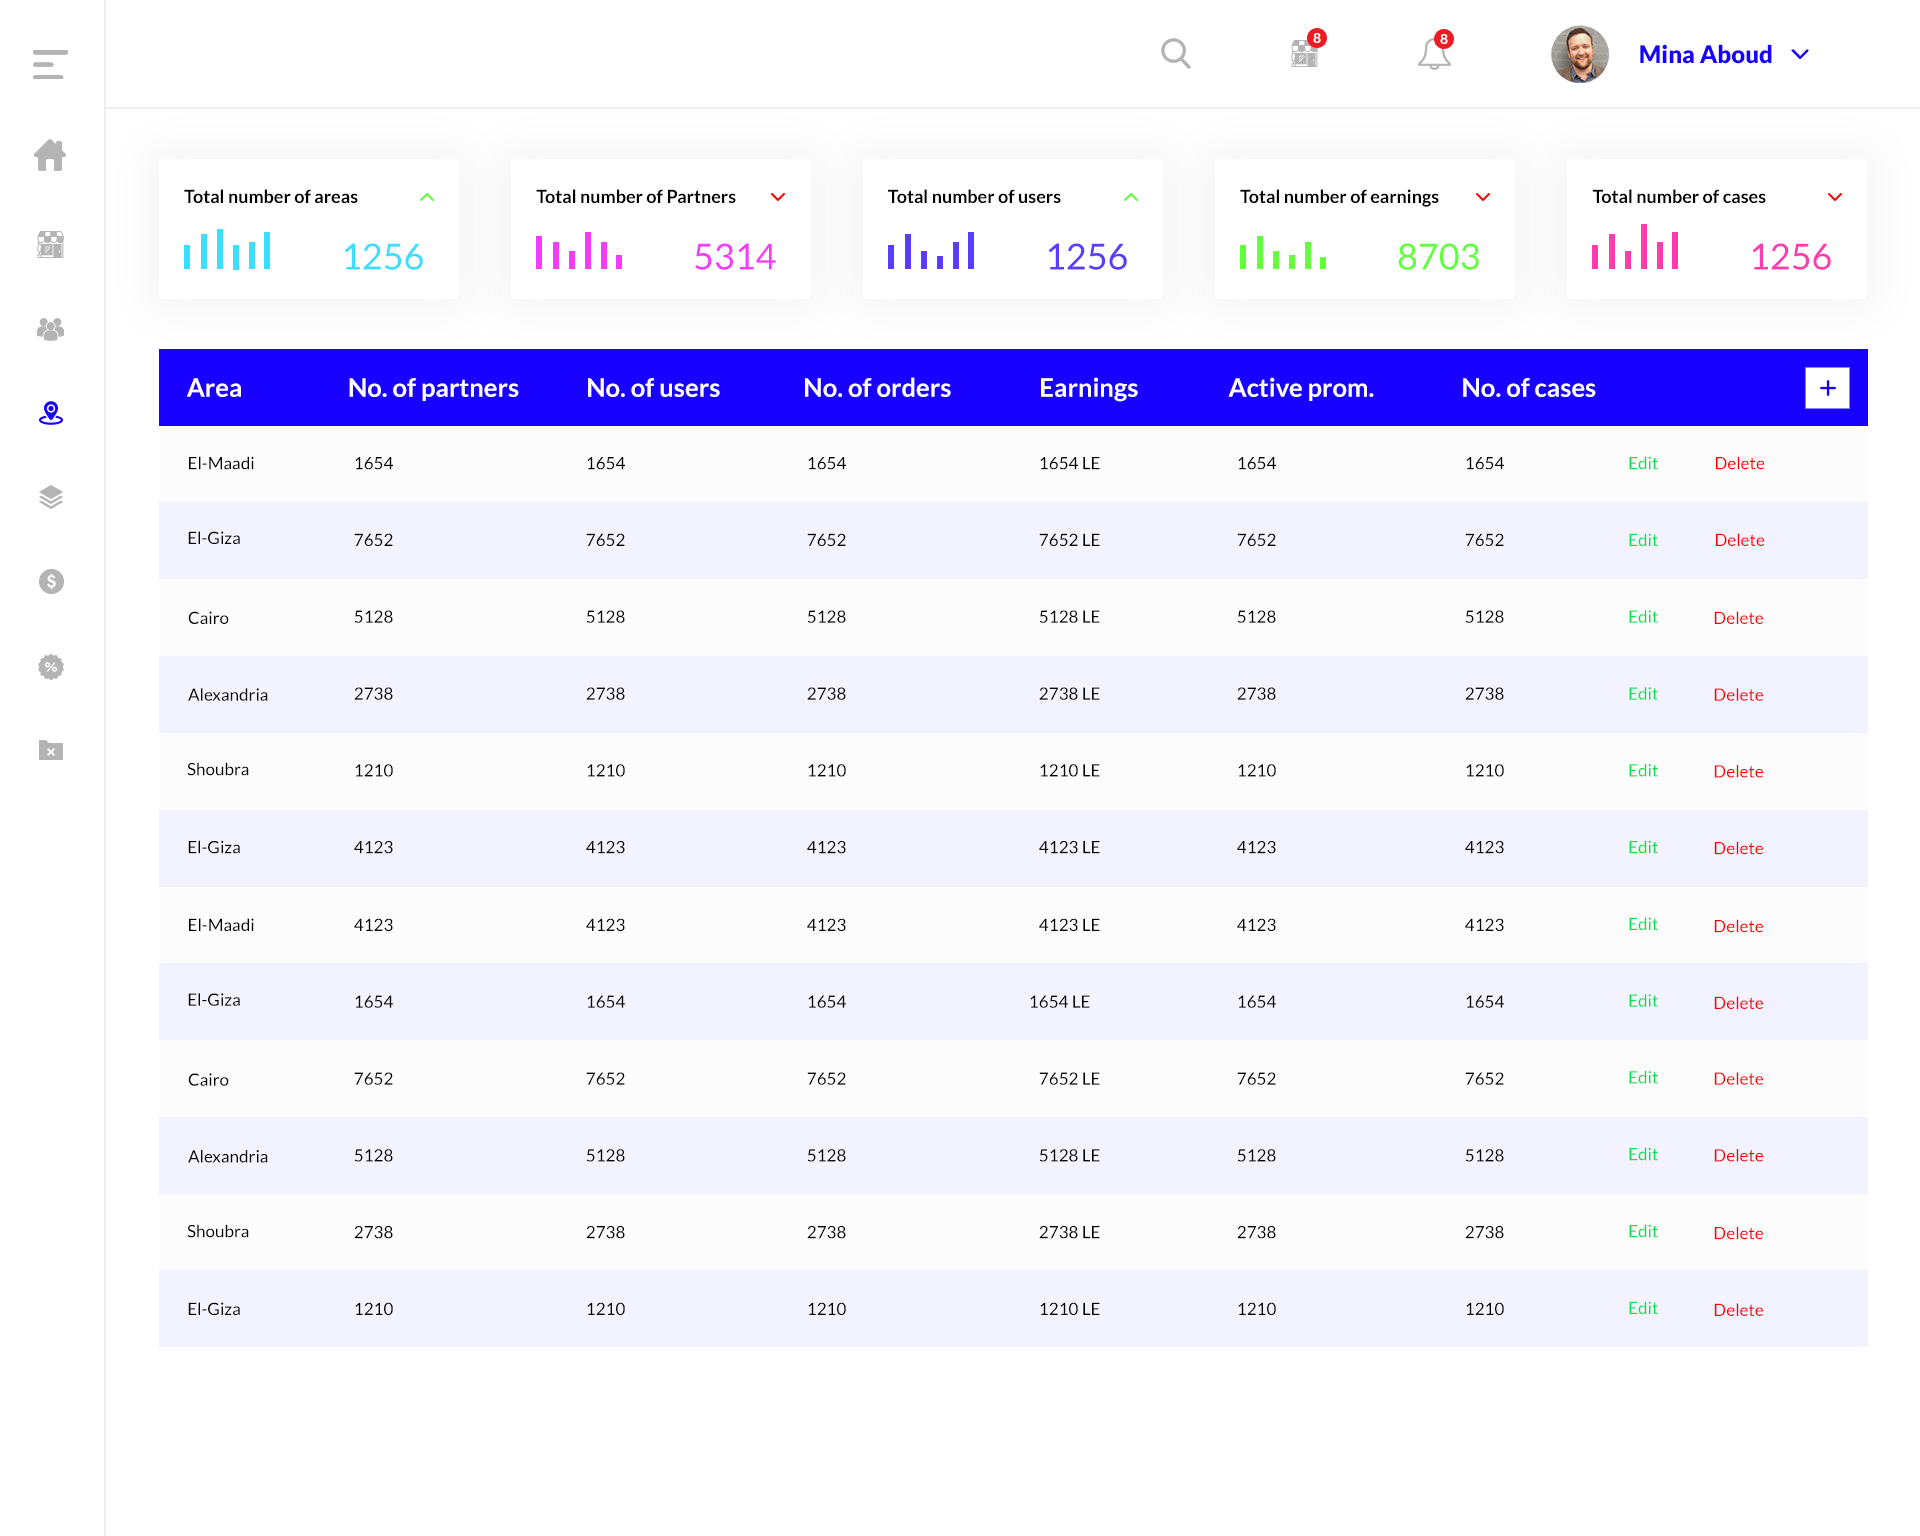 8
8
Mina Aboud
Total number of areas
1256
Total number of Partners
5314
Total number of users
1256
Total number of earnings
8703
Total number of cases
1256
Area No. of partners No. of users No. of orders Earnings Active prom. No. of cases +
El-Maadi 1654 1654 1654 1654 LE 1654 1654 Edit Delete
El-Giza 7652 7652 7652 7652 LE 7652 7652 Edit Delete
Cairo 5128 5128 5128 5128 LE 5128 5128 Edit Delete
Alexandria 2738 2738 2738 2738 LE 2738 2738 Edit Delete
Shoubra 1210 1210 1210 1210 LE 1210 1210 Edit Delete
El-Giza 4123 4123 4123 4123 LE 4123 4123 Edit Delete
El-Maadi 4123 4123 4123 4123 LE 4123 4123 Edit Delete
El-Giza 1654 1654 1654 1654 LE 1654 1654 Edit Delete
Cairo 7652 7652 7652 7652 LE 7652 7652 Edit Delete
Alexandria 5128 5128 5128 5128 LE 5128 5128 Edit Delete
Shoubra 2738 2738 2738 2738 LE 2738 2738 Edit Delete
El-Giza 1210 1210 1210 1210 LE 1210 1210 Edit Delete